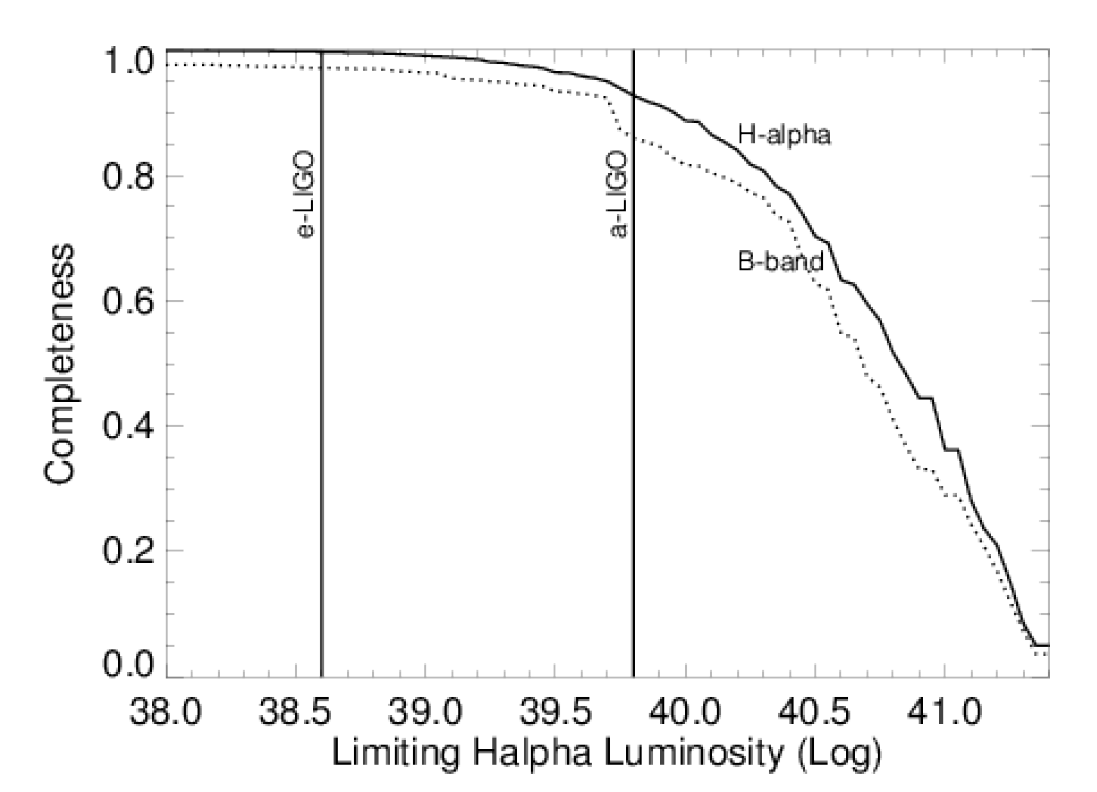 1.0
0.8
0.6
0.4
0.2
0.0
Completeness
e-LIGO
a-LIGO
H-alpha
B-band
38.0 38.5 39.0 39.5 40.0 40.5 41.0
Limiting Halpha Luminosity (Log)